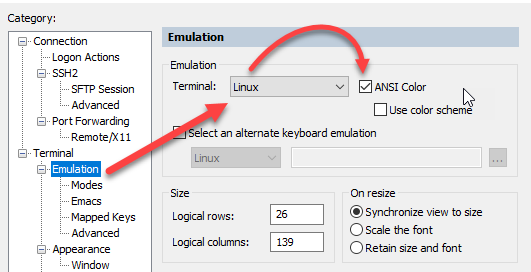 Category:
Connection
Logon Actions
SSH2
SFTP Session
Advanced
Port Forwarding
Remote/X11
Terminal
Emulation
Modes
Emacs
Mapped Keys
Advanced
Appearance
Window
Emulation
Emulation
Terminal: Linux ANSI Color
Use color scheme
Select an alternate keyboard emulation
Linux ...
Size
Logical rows: 26
Logical columns: 139
On resize
Synchronize view to size
Scale the font
Retain size and font